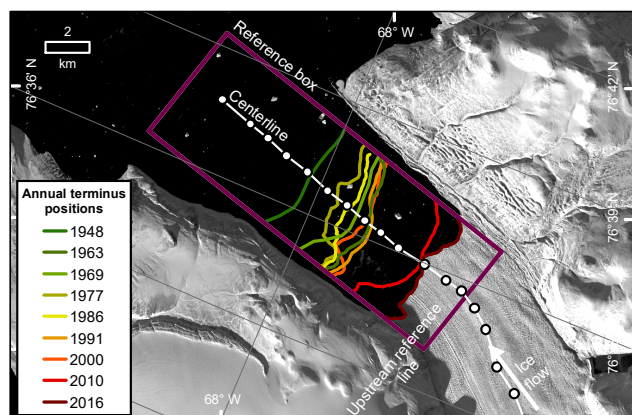 2
km
68° W
Reference box
76°36' N
Centerline
76°42' N
76°39' N
Annual terminus
positions
1948
1963
1969
1977
1986
1991
2000
2010
2016
Upstream reference
line
Ice
flow
68° W